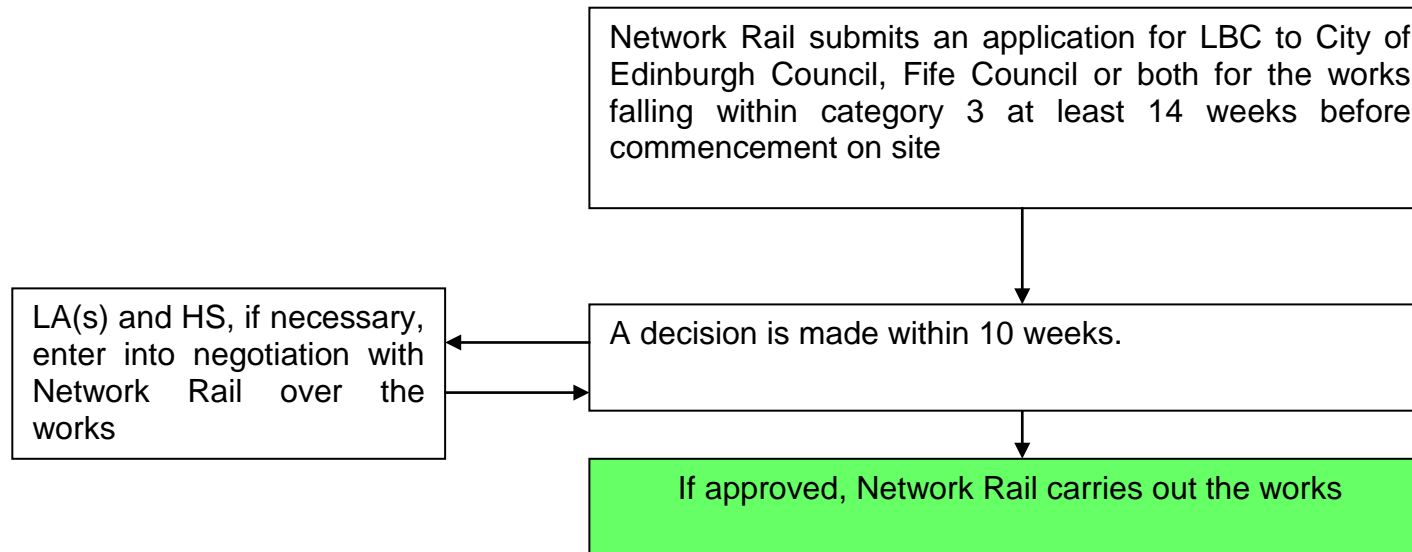 Network Rail submits an application for LBC to City of
Edinburgh Council, Fife Council or both for the works
falling within category 3 at least 14 weeks before
commencement on site
LA(s) and HS, if necessary,
enter into negotiation with
Network Rail over the
works
A decision is made within 10 weeks.
If approved, Network Rail carries out the works